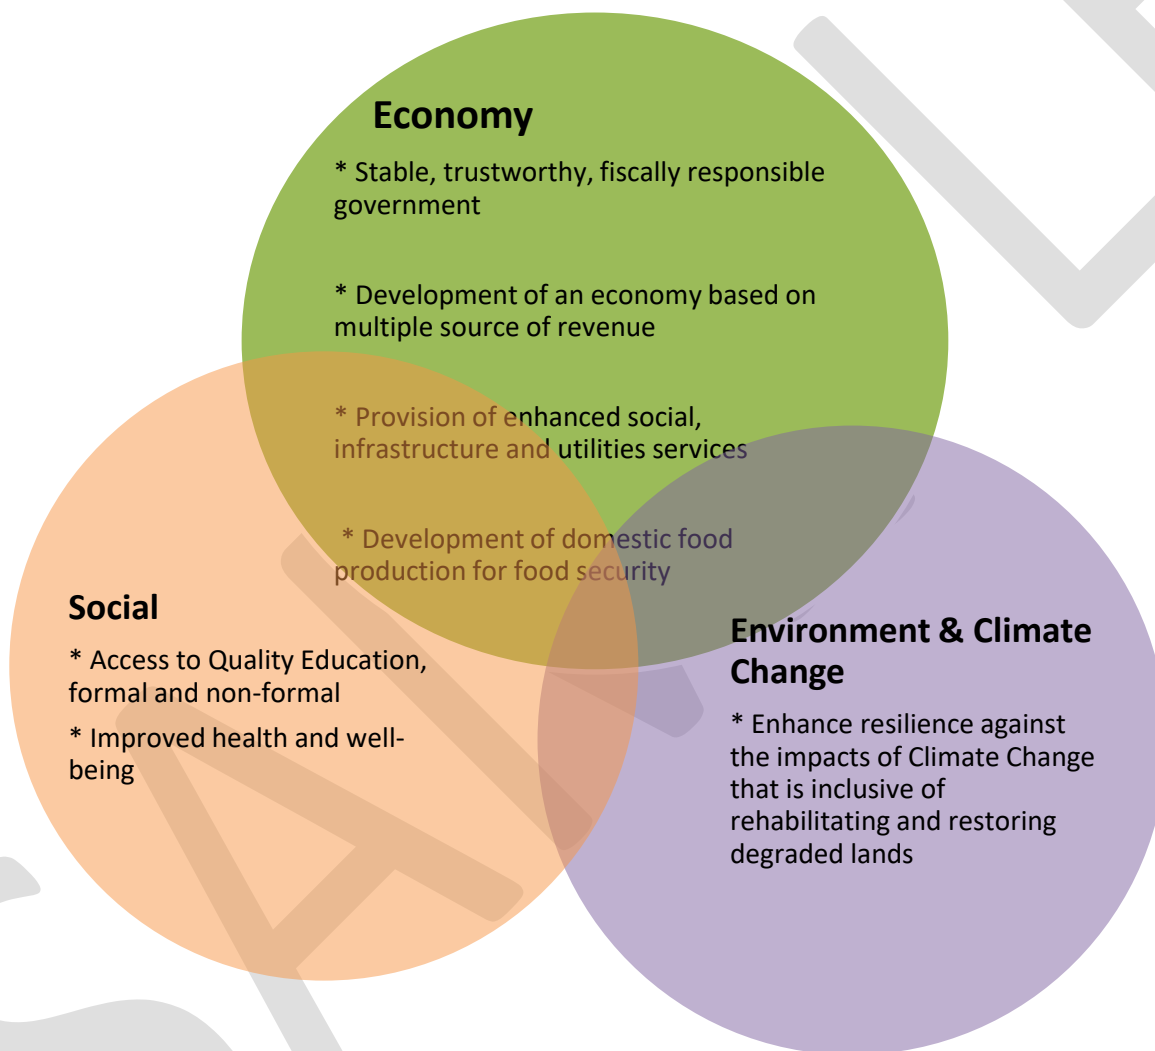 Economy
* Stable, trustworthy, fiscally responsible
government
* Development of an economy based on
multiple source of revenue
* Provision of enhanced social,
infrastructure and utilities services
* Development of domestic food
production for food security
Social
* Access to Quality Education,
formal and non-formal
* Improved health and well-
being
Environment & Climate
Change
* Enhance resilience against
the impacts of Climate Change
that is inclusive of
rehabilitating and restoring
degraded lands